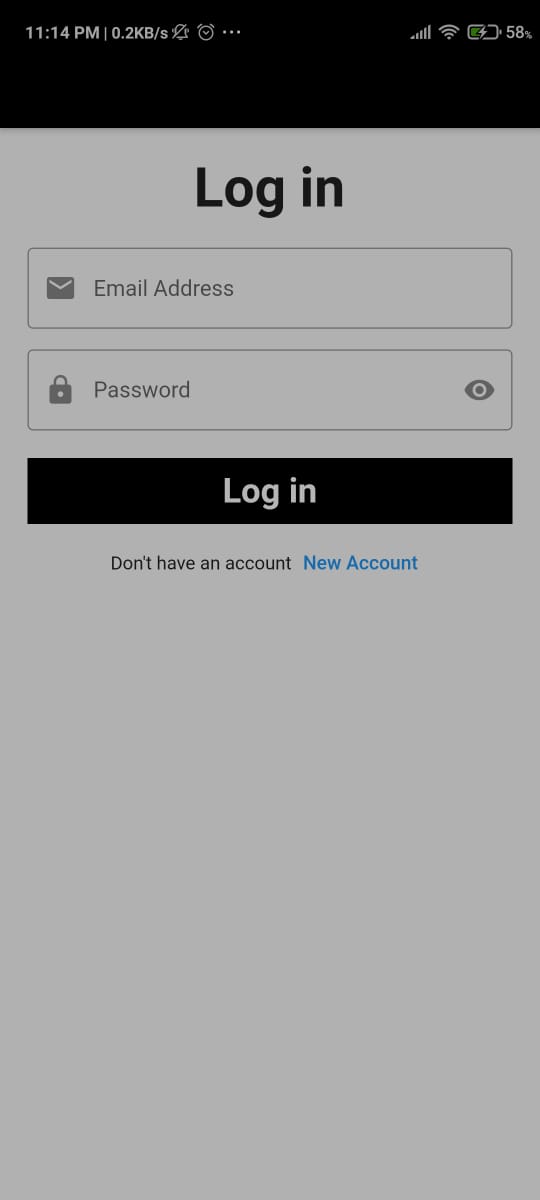 11:14 PM | 0.2KB/s ... 58%
Log in
Email Address
Password
Log in
Don't have an account New Account